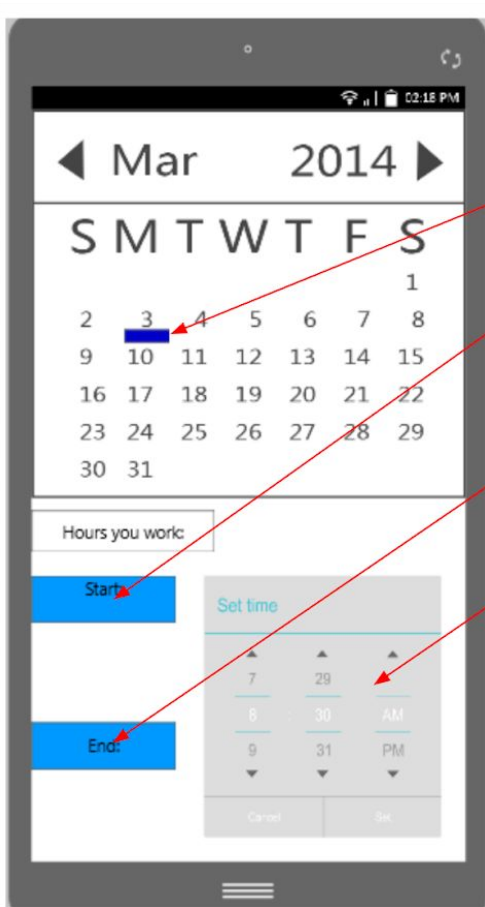 02:18 PM
Mar 2014
S M T W T F S
1
2 3 4 5 6 7 8
9 10 11 12 13 14 15
16 17 18 19 20 21 22
23 24 25 26 27 28 29
30 31
Hours you work:
Start:
Set time
7 29
8 : 30 AM
9 31 PM
End:
Cancel Set